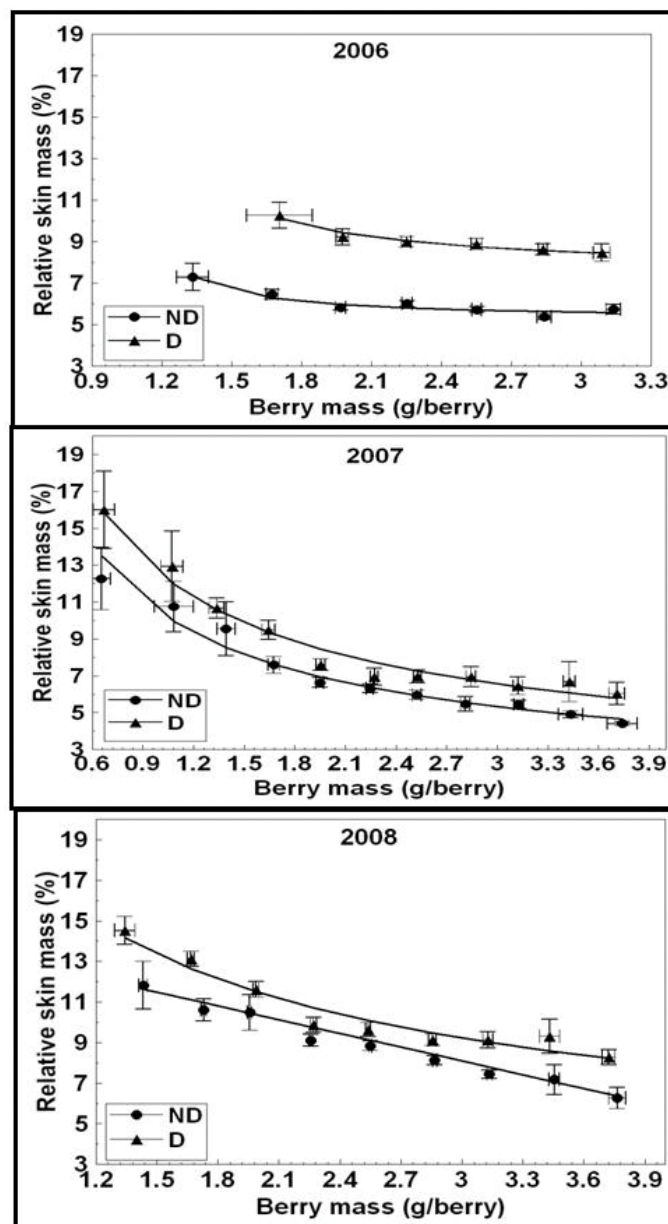 2006
Relative skin mass (%)
19
17
15
13
11
9
7
5
3
ND
D
0.9 1.2 1.5 1.8 2.1 2.4 2.7 3 3.3
Berry mass (g/berry)
2007
Relative skin mass (%)
19
17
15
13
11
9
7
5
3
ND
D
0.6 0.9 1.2 1.5 1.8 2.1 2.4 2.7 3 3.3 3.6 3.9
Berry mass (g/berry)
2008
Relative skin mass (%)
19
17
15
13
11
9
7
5
3
ND
D
1.2 1.5 1.8 2.1 2.4 2.7 3 3.3 3.6 3.9
Berry mass (g/berry)